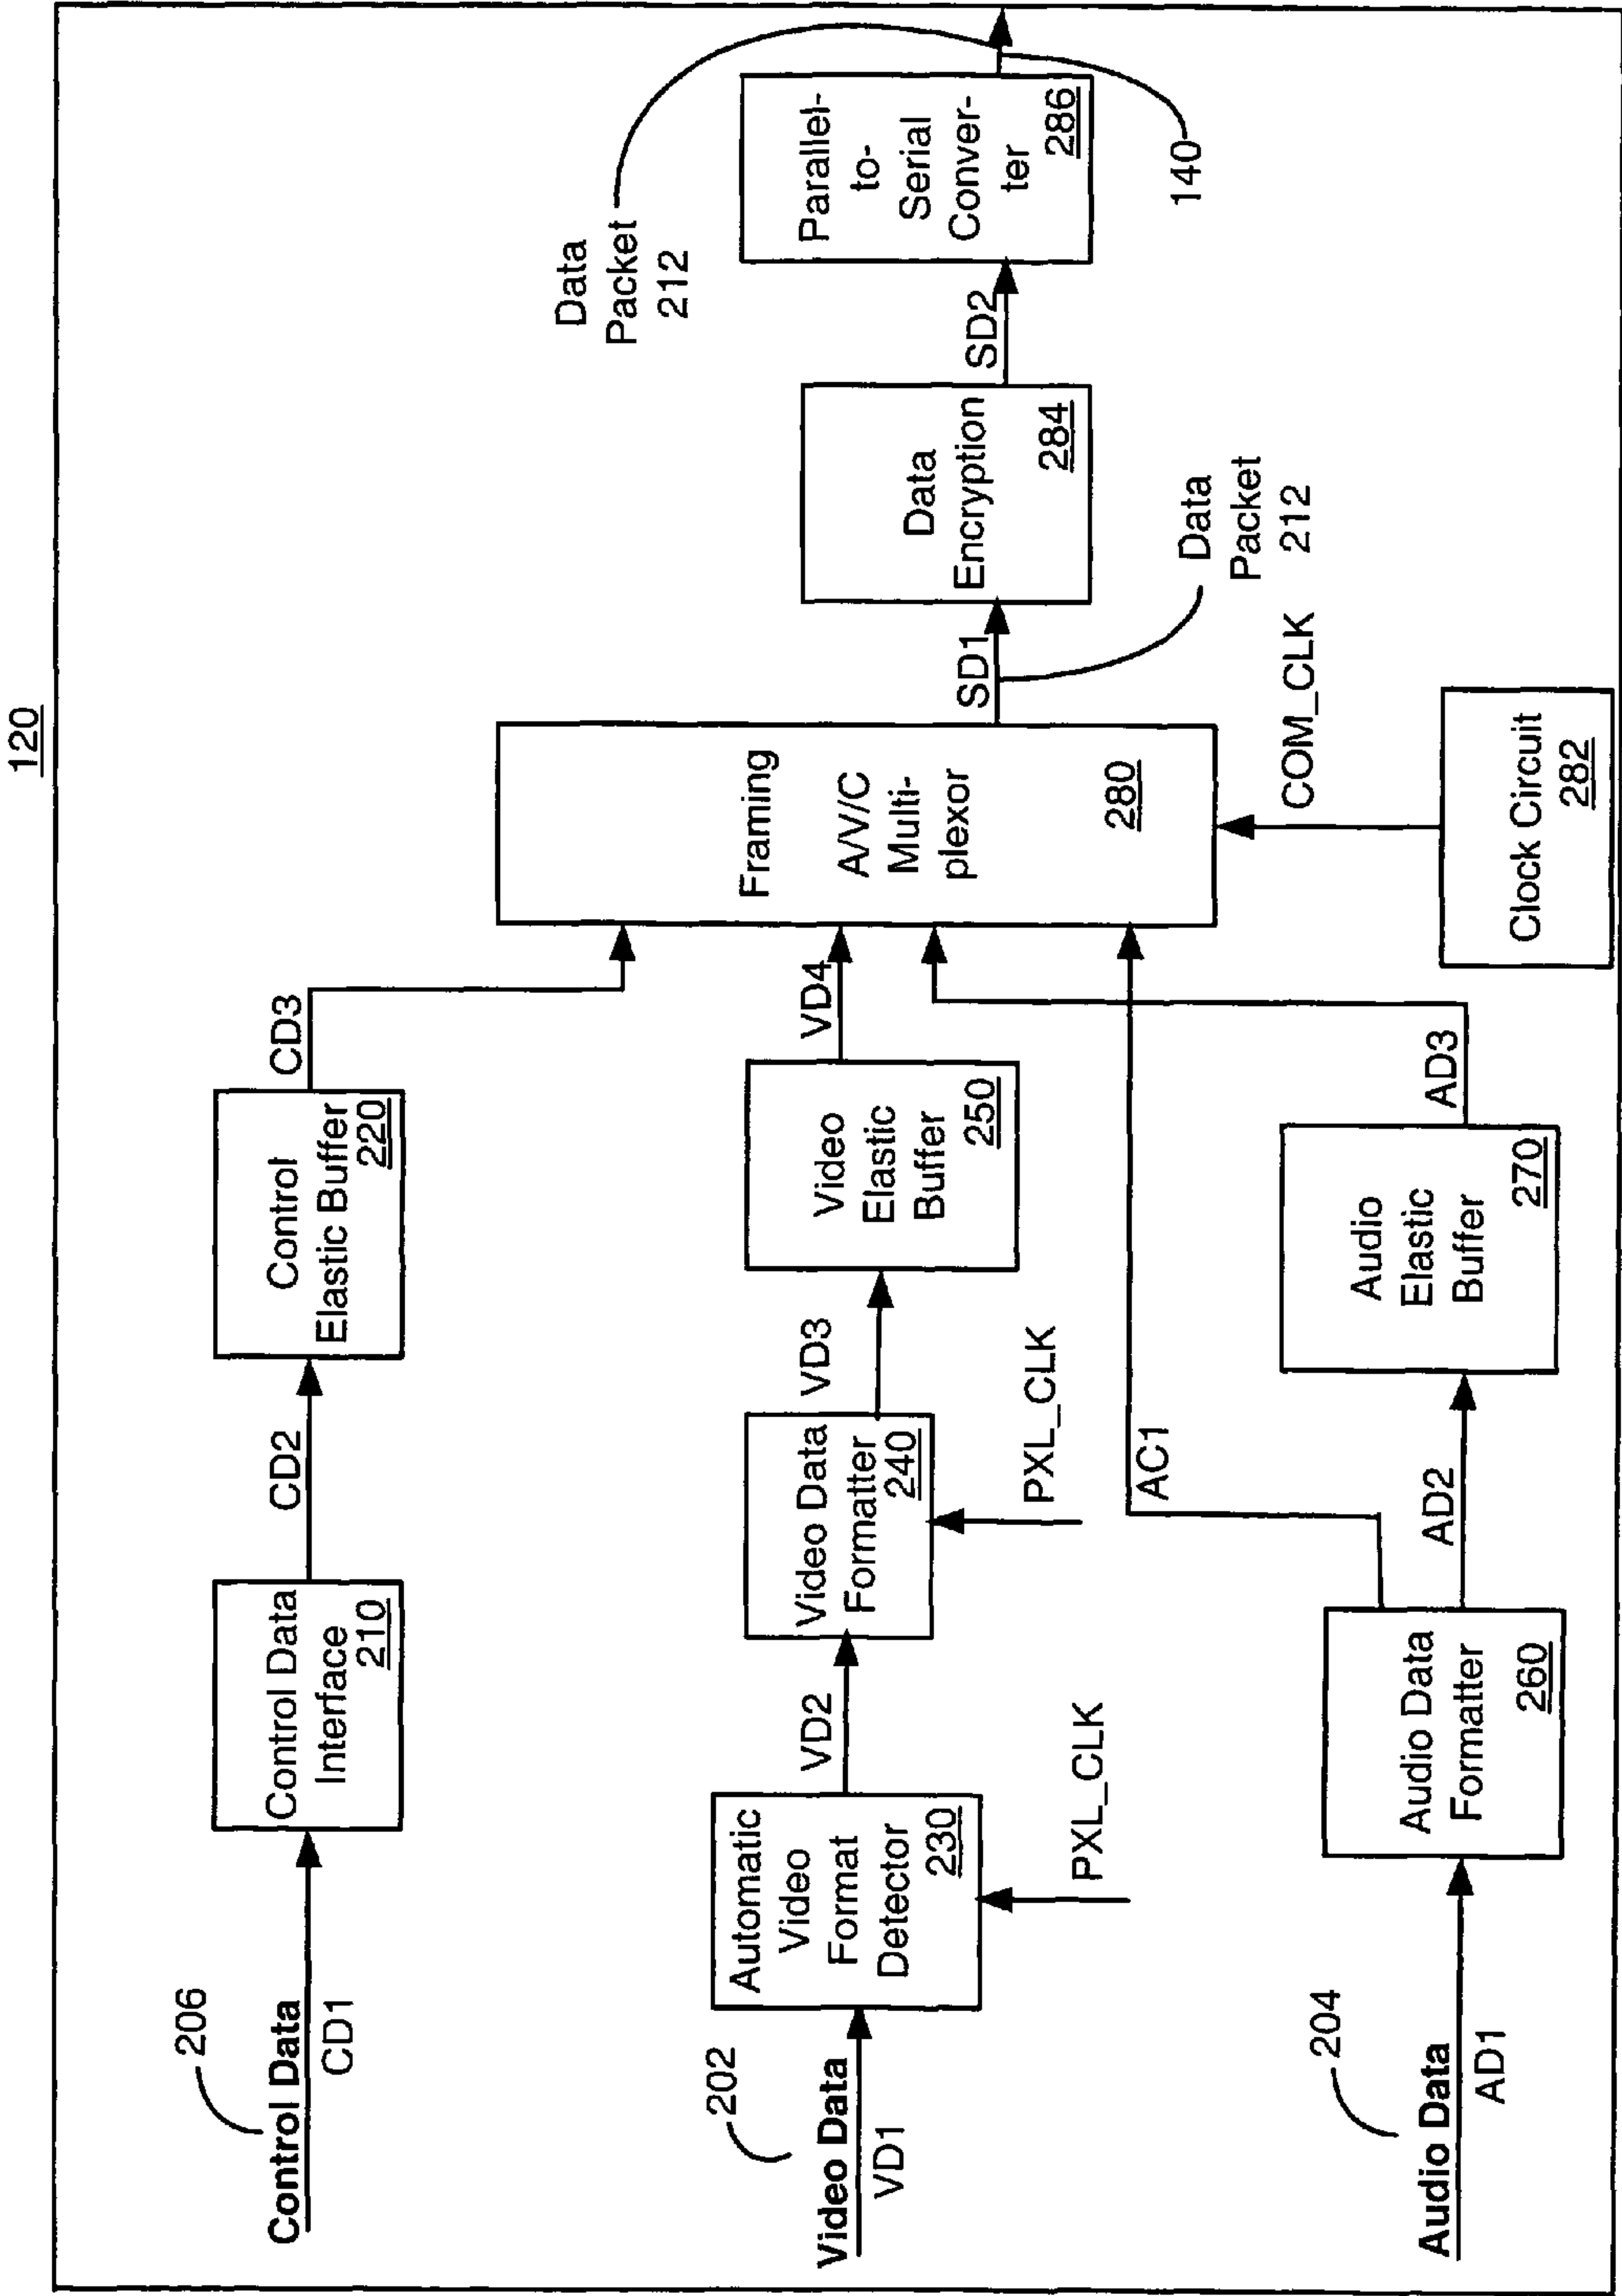 120
206
Control Data
CD1
Control Data
Interface
210
CD2
Control
Elastic Buffer
220
CD3
202
Video Data
VD1
Automatic
Video
Format
Detector
230
PXL_CLK
VD2
Video Data
Formatter
240
PXL_CLK
VD3
Video
Elastic
Buffer
250
VD4
204
Audio Data
AD1
Audio Data
Formatter
260
AC1
AD2
Audio
Elastic
Buffer
270
AD3
Framing
A/V/C
Multi-
plexor
280
COM_CLK
Clock Circuit
282
SD1
Data
Packet
212
Data
Encryption
284
SD2
Data
Packet
212
Parallel-
to-
Serial
Conver-
ter
286
140